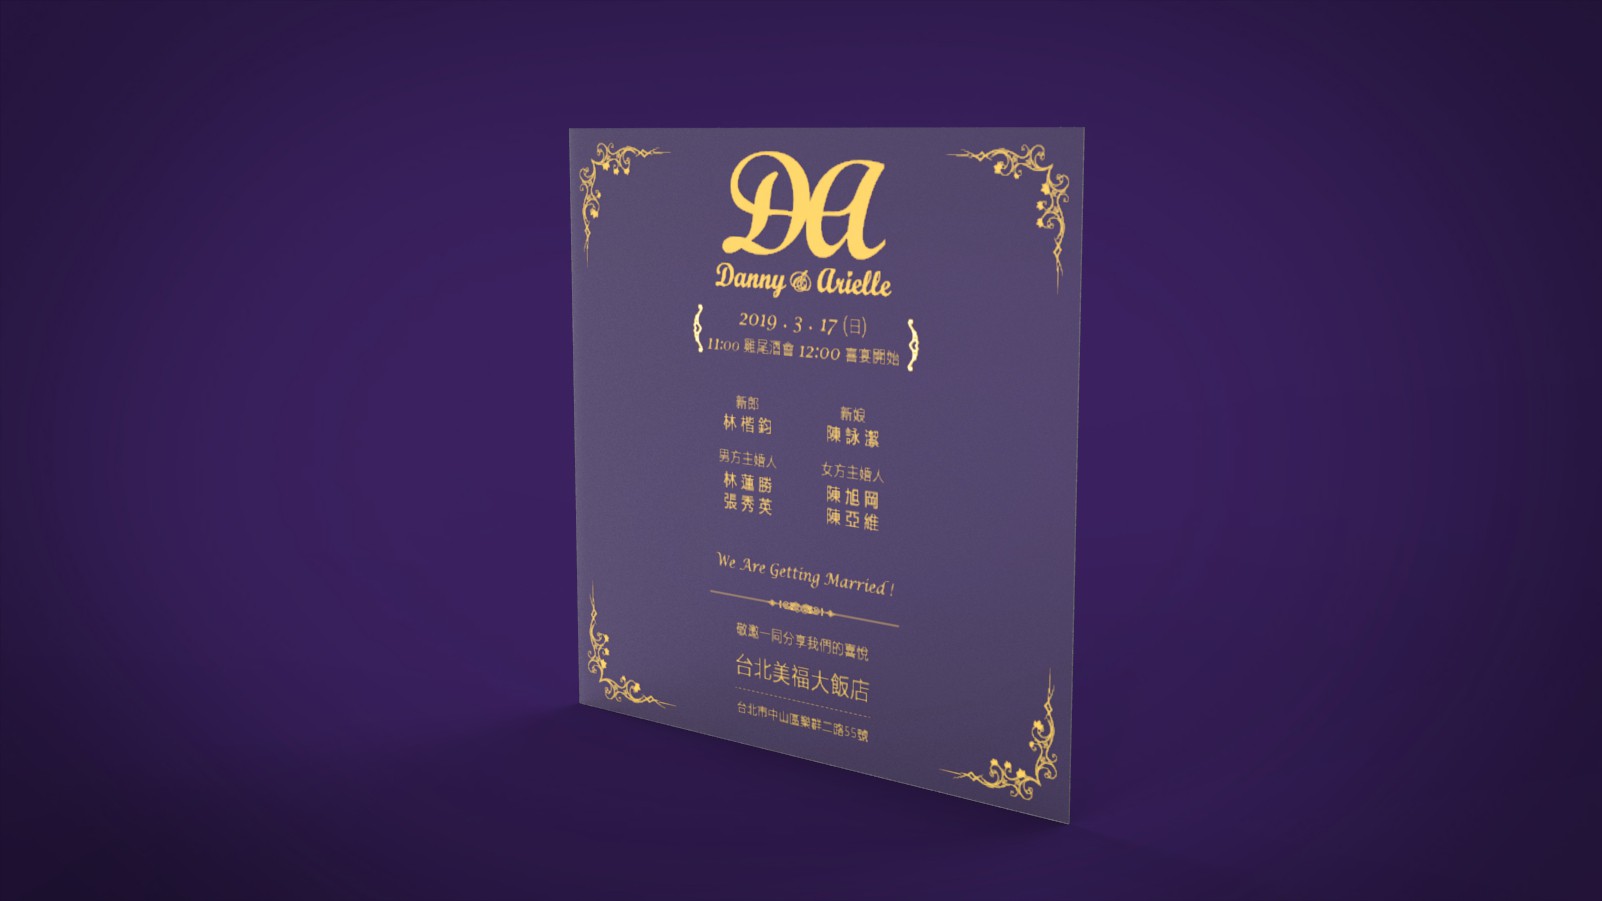 DA
Danny & Arielle
2019 . 3 . 17 (日)
11:00 雞尾酒會 12:00 喜宴開始
新郎
林楷鈞
新娘
陳詠潔
男方主婚人
林蓮勝
張秀英
女方主婚人
陳旭岡
陳亞維
We Are Getting Married !
敬邀一同分享我們的喜悅
台北美福大飯店
台北市中山區樂群二路55號